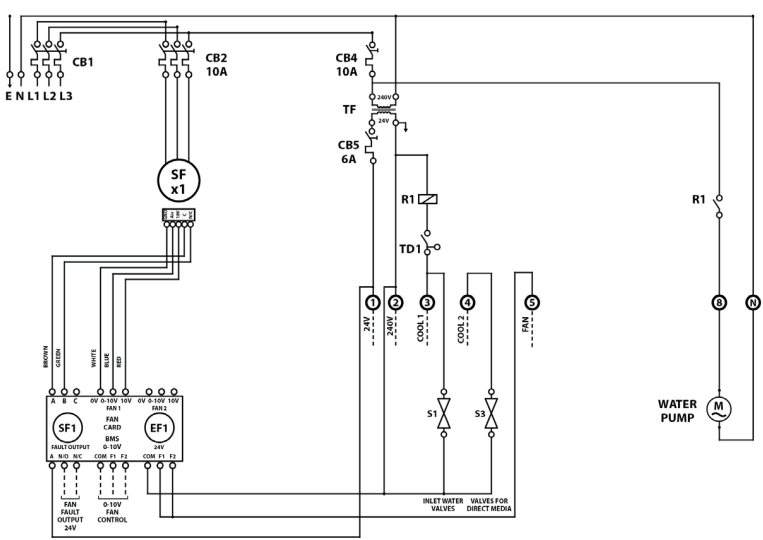 CB1
CB2
10A
CB4
10A
E N L1 L2 L3
240V
TF
24V
CB5
6A
SF
x1
10V
C
N/C
R1
R1
TD1
1
2
3
4
5
8
N
24V
240V
COOL 1
COOL 2
FAN
BROWN
GREEN
WHITE
BLUE
RED
A B C 0V 0-10V 10V 0V 0-10V 10V
FAN 1
FAN 2
SF1
FAN
CARD
BMS
0-10V
EF1
FAULT OUTPUT
24V
A N/O N/C COM F1 F2 COM F1 F2
FAN
FAULT
OUTPUT
24V
0-10V
FAN
CONTROL
S1
S3
INLET WATER
VALVES
VALVES FOR
DIRECT MEDIA
WATER
PUMP
M